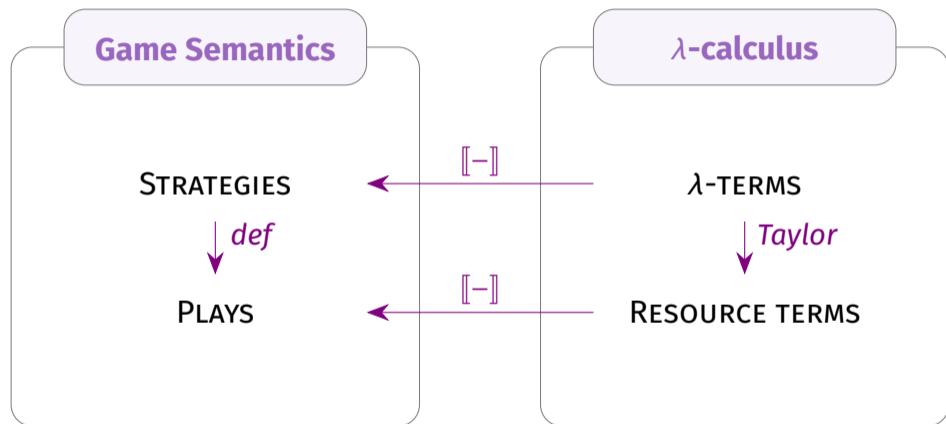 Game Semantics
λ-calculus
⟦−⟧
STRATEGIES
λ-TERMS
def
Taylor
⟦−⟧
PLAYS
RESOURCE TERMS